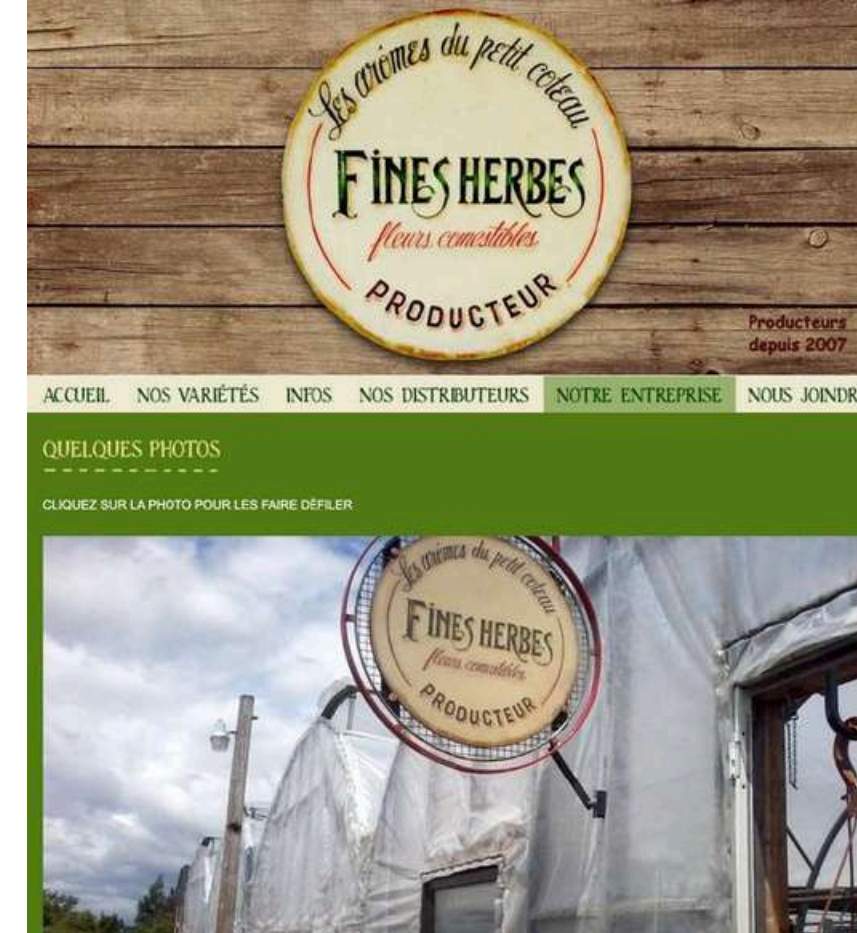 Les arômes du petit coteau
FINES HERBES
fleurs comestibles
PRODUCTEUR
Producteurs
depuis 2007
ACCUEIL NOS VARIÉTÉS INFOS NOS DISTRIBUTEURS NOTRE ENTREPRISE NOUS JOINDR
QUELQUES PHOTOS
CLIQUEZ SUR LA PHOTO POUR LES FAIRE DÉFILER
Les arômes du petit coteau
FINES HERBES
fleurs comestibles
PRODUCTEUR